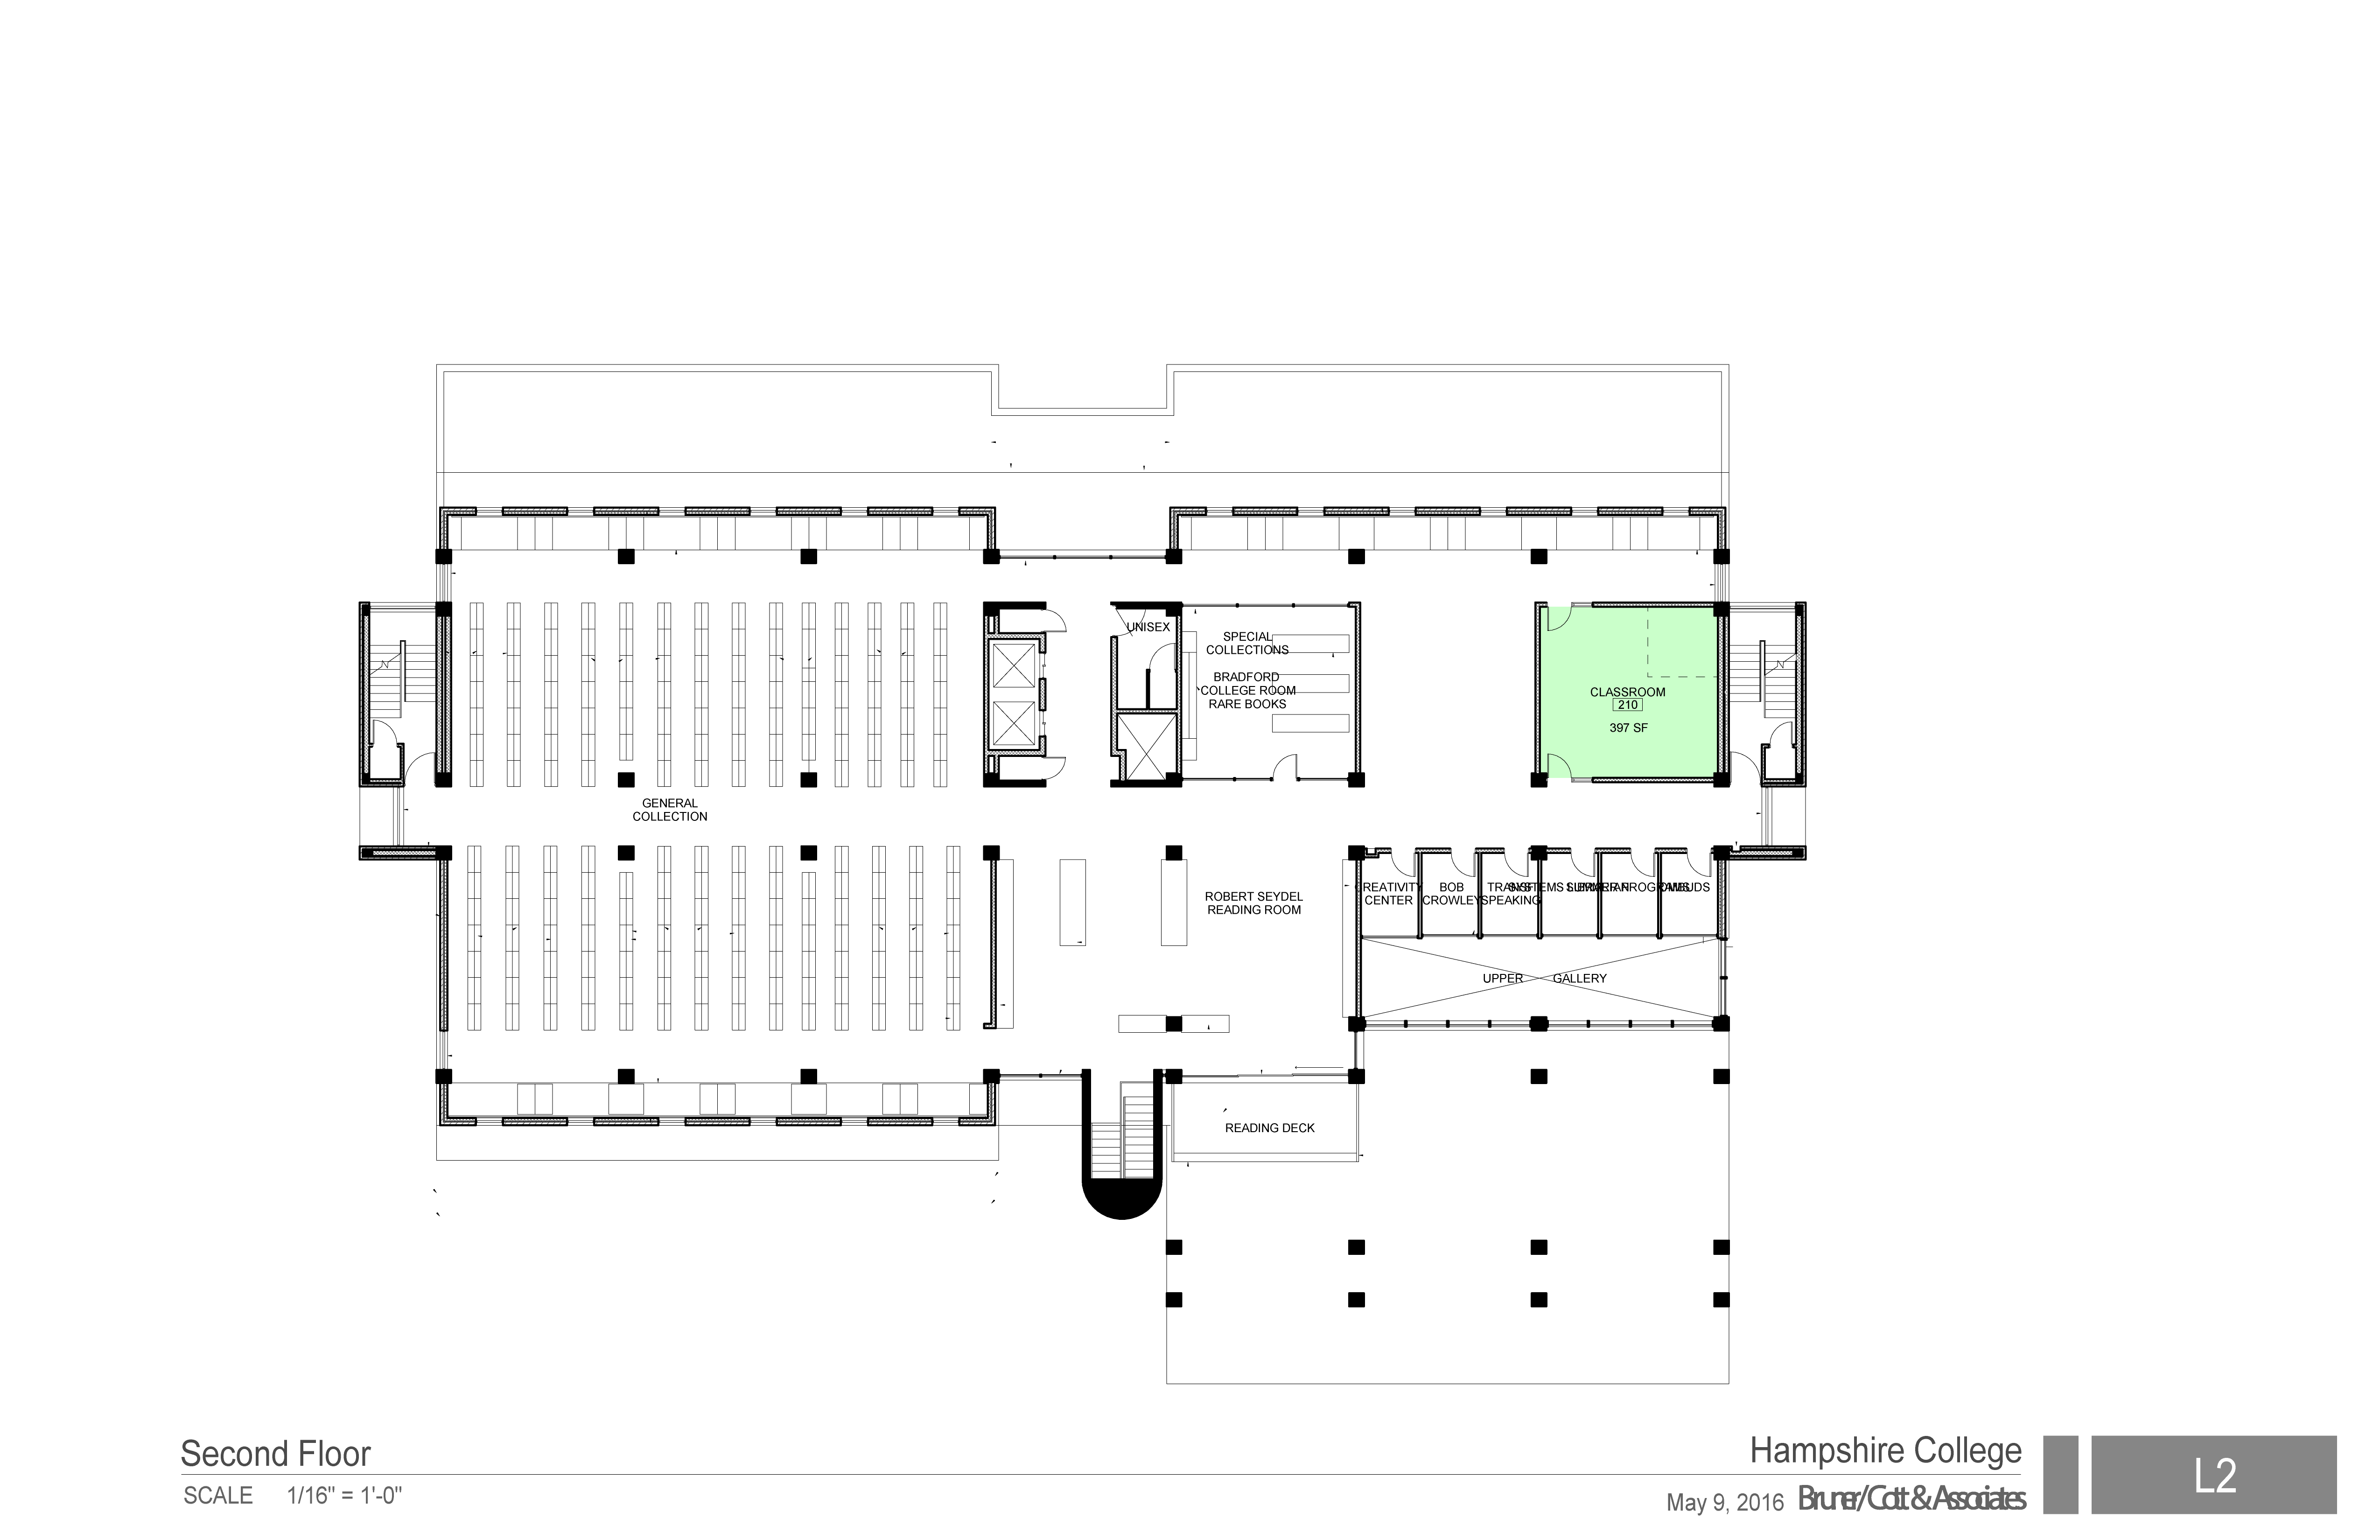 UNISEX
SPECIAL
COLLECTIONS
BRADFORD
COLLEGE ROOM
RARE BOOKS
CLASSROOM
210
397 SF
GENERAL
COLLECTION
CREATIVITY
CENTER
BOB
CROWLEY
SPEAKING
ROBERT SEYDEL
READING ROOM
UPPER GALLERY
READING DECK
Second Floor
SCALE 1/16" = 1'-0"
Hampshire College
May 9, 2016 Bruner/Cott & Associates
L2